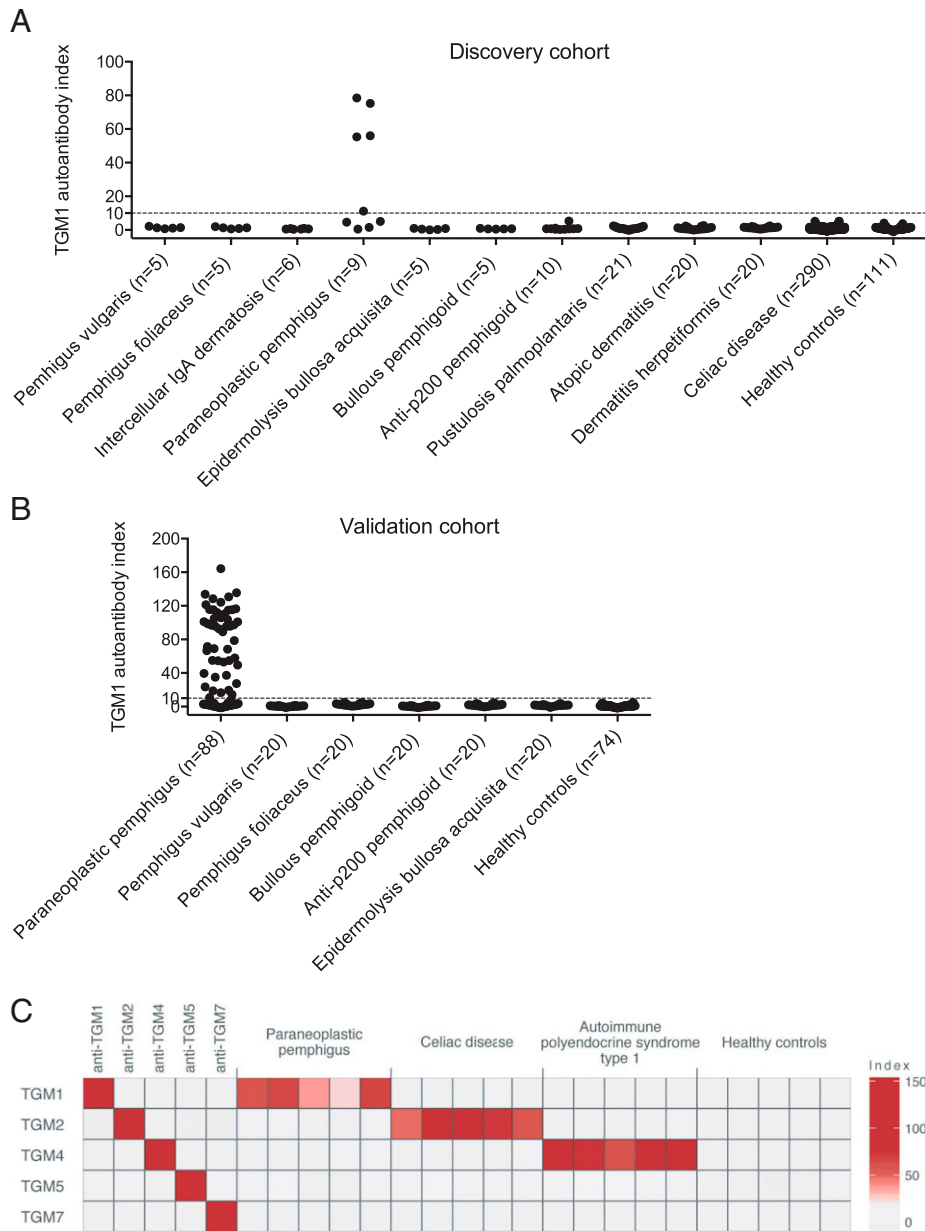 A
Discovery cohort
TGM1 autoantibody index
100
80
60
40
20
10
0
Pemhigus vulgaris (n=5)
Pemphigus foliaceus (n=5)
Intercellular IgA dermatosis (n=6)
Paraneoplastic pemphigus (n=9)
Epidemolysis bullosa acquisita (n=5)
Bullous pemphigoid (n=5)
Anti-p200 pemphigoid (n=10)
Pustulosis palmoplantaris (n=21)
Atopic dermatitis (n=20)
Dermatitis herpetiformis (n=20)
Celiac disease (n=290)
Healthy controls (n=111)
B
Validation cohort
TGM1 autoantibody index
200
160
120
80
40
10
0
Paraneoplastic pemphigus (n=88)
Pemphigus vulgaris (n=20)
Pemphigus foliaceus (n=20)
Bullous pemphigoid (n=20)
Anti-p200 pemphigoid (n=20)
Epidemolysis bullosa acquisita (n=20)
Healthy controls (n=74)
C
anti-TGM1
anti-TGM2
anti-TGM4
anti-TGM5
anti-TGM7
Paraneoplastic
pemphigus
Celiac disease
Autoimmune
polyendocrine syndrome
type 1
Healthy controls
Index
TGM1
TGM2
TGM4
TGM5
TGM7
150
100
50
0